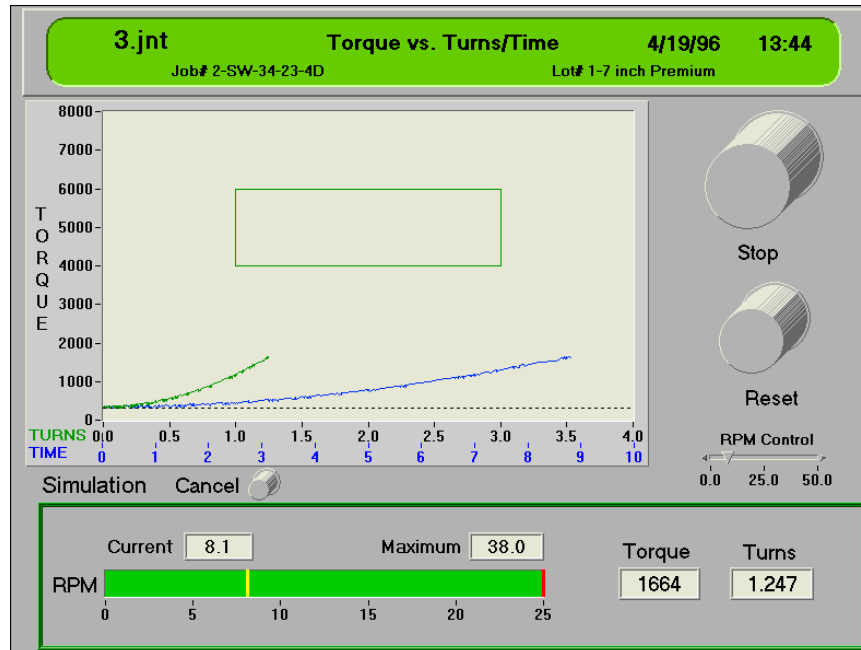 3.jnt Torque vs. Turns/Time 4/19/96 13:44
Job# 2-SW-34-23-4D Lot# 1-7 inch Premium
8000
7000
6000
5000
4000
3000
2000
1000
0
TORQUE
TURNS 0.0 0.5 1.0 1.5 2.0 2.5 3.0 3.5 4.0
TIME 0 1 2 3 4 5 6 7 8 9 10
Stop
Reset
RPM Control
0.0 25.0 50.0
Simulation Cancel
Current 8.1 Maximum 38.0
RPM
0 5 10 15 20 25
Torque Turns
1664 1.247